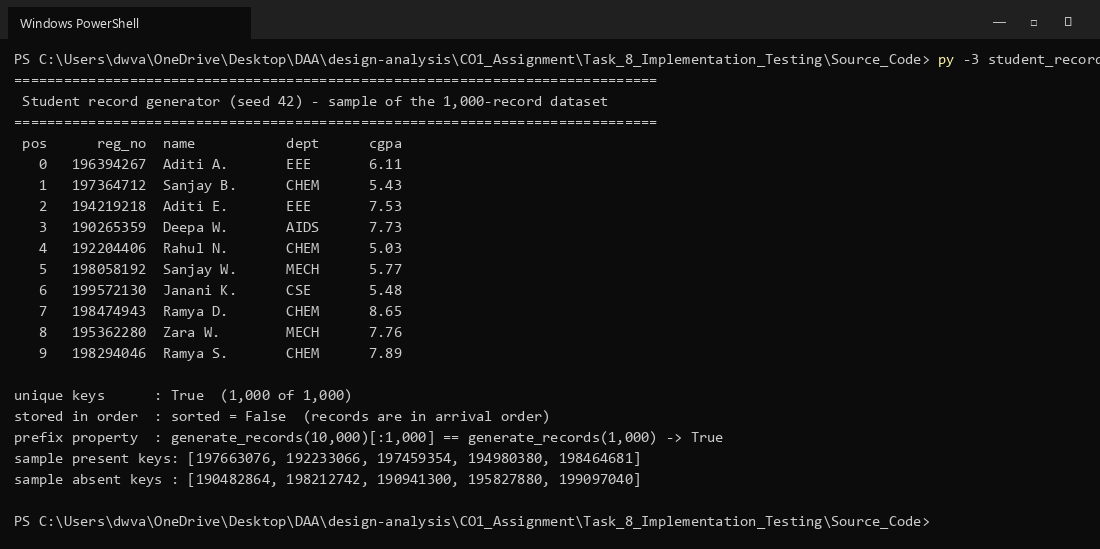 Windows PowerShell
PS C:\Users\dwva\OneDrive\Desktop\DAA\design-analysis\CO1_Assignment\Task_8_Implementation_Testing\Source_Code> py -3 student_record
==============================================================================
Student record generator (seed 42) - sample of the 1,000-record dataset
==============================================================================
pos      reg_no  name           dept      cgpa
0   196394267  Aditi A.       EEE       6.11
1   197364712  Sanjay B.      CHEM      5.43
2   194219218  Aditi E.       EEE       7.53
3   190265359  Deepa W.       AIDS      7.73
4   192204406  Rahul N.       CHEM      5.03
5   198058192  Sanjay W.      MECH      5.77
6   199572130  Janani K.      CSE       5.48
7   198474943  Ramya D.       CHEM      8.65
8   195362280  Zara W.        MECH      7.76
9   198294046  Ramya S.       CHEM      7.89
unique keys      : True  (1,000 of 1,000)
stored in order  : sorted = False  (records are in arrival order)
prefix property  : generate_records(10,000)[:1,000] == generate_records(1,000) -> True
sample present keys: [197663076, 192233066, 197459354, 194980380, 198464681]
sample absent keys : [190482864, 198212742, 190941300, 195827880, 199097040]
PS C:\Users\dwva\OneDrive\Desktop\DAA\design-analysis\CO1_Assignment\Task_8_Implementation_Testing\Source_Code>